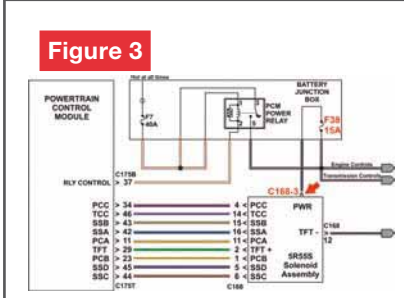 Figure 3
Hot at all times
BATTERY
JUNCTION
BOX
POWERTRAIN
CONTROL
MODULE
F7
40A
PCM
POWER
RELAY
F38
15A
Engine Controls
Transmission Controls
C175B
RLY CONTROL > 37
C168-3
PCC > 34 4 < PCC
TCC > 46 14 < TCC
SSB > 43 15 < SSB
SSA > 42 16 < SSA
PCA > 11 11 < PCA
TFT > 29 2 < TFT +
PCB > 23 1 < PCB
SSD > 45 5 < SSD
SSC > 44 6 < SSC
PWR
C168
TFT -
12
5R55S
Solenoid
Assembly
C175T
C168